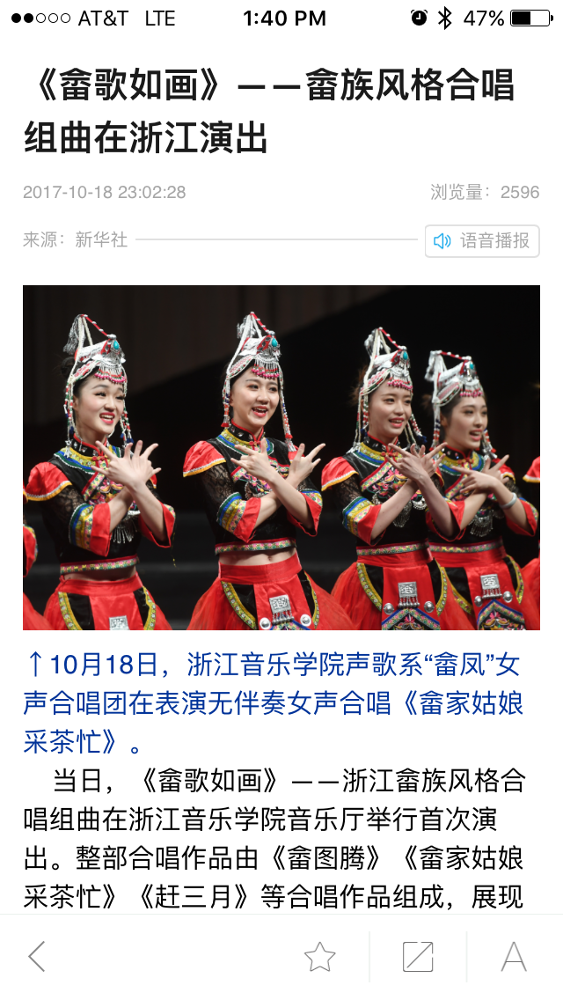 AT&T LTE 1:40 PM 47%
《畲歌如画》——畲族风格合唱
组曲在浙江演出
2017-10-18 23:02:28 浏览量：2596
来源：新华社 语音播报
↑10月18日，浙江音乐学院声歌系“畲凤”女
声合唱团在表演无伴奏女声合唱《畲家姑娘
采茶忙》。
当日，《畲歌如画》——浙江畲族风格合
唱组曲在浙江音乐学院音乐厅举行首次演
出。整部合唱作品由《畲图腾》《畲家姑娘
采茶忙》《赶三月》等合唱作品组成，展现
A